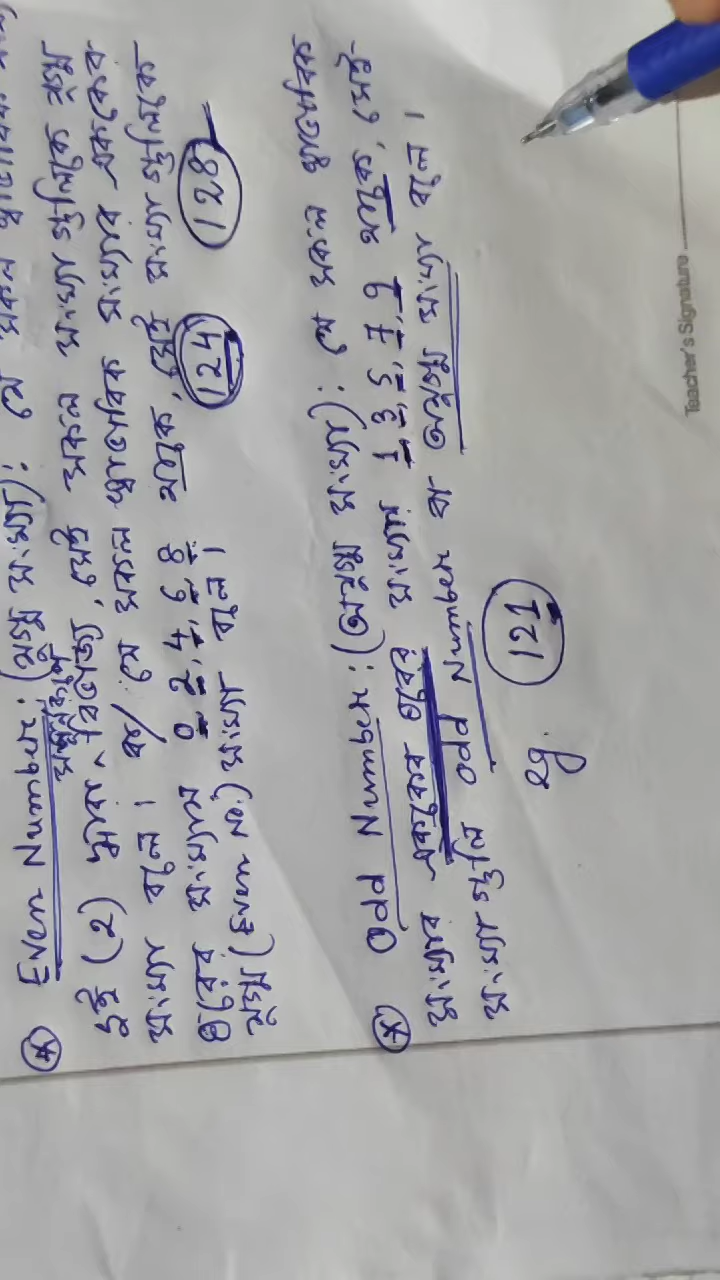 * Even Number: (যুগ্ম সংখ্যা): যে সকল স্বাভাবিক
সম্পূর্ণ
দুই (2) দ্বারা ^ বিভাজ্য, সেই সকল সংখ্যা গুলিকে যুগ্ম
সংখ্যা বলে। বা/ যে সকল স্বাভাবিক সংখ্যার এককের
ঘরের সংখ্যায় 0, 2, 4, 6, 8 থাকে, সেই সংখ্যা গুলিকে
যুগ্ম (Even No.) সংখ্যা বলে। 124 128
* Odd Number: (অযুগ্ম সংখ্যা): যে সকল স্বাভাবিক
সংখ্যার এককের ঘরের সংখ্যায় 1, 3, 5, 7, 9 থাকে, সেই-
সংখ্যা গুলি odd Number বা অযুগ্ম সংখ্যা বলে।
eg. 121
Teacher's Signature